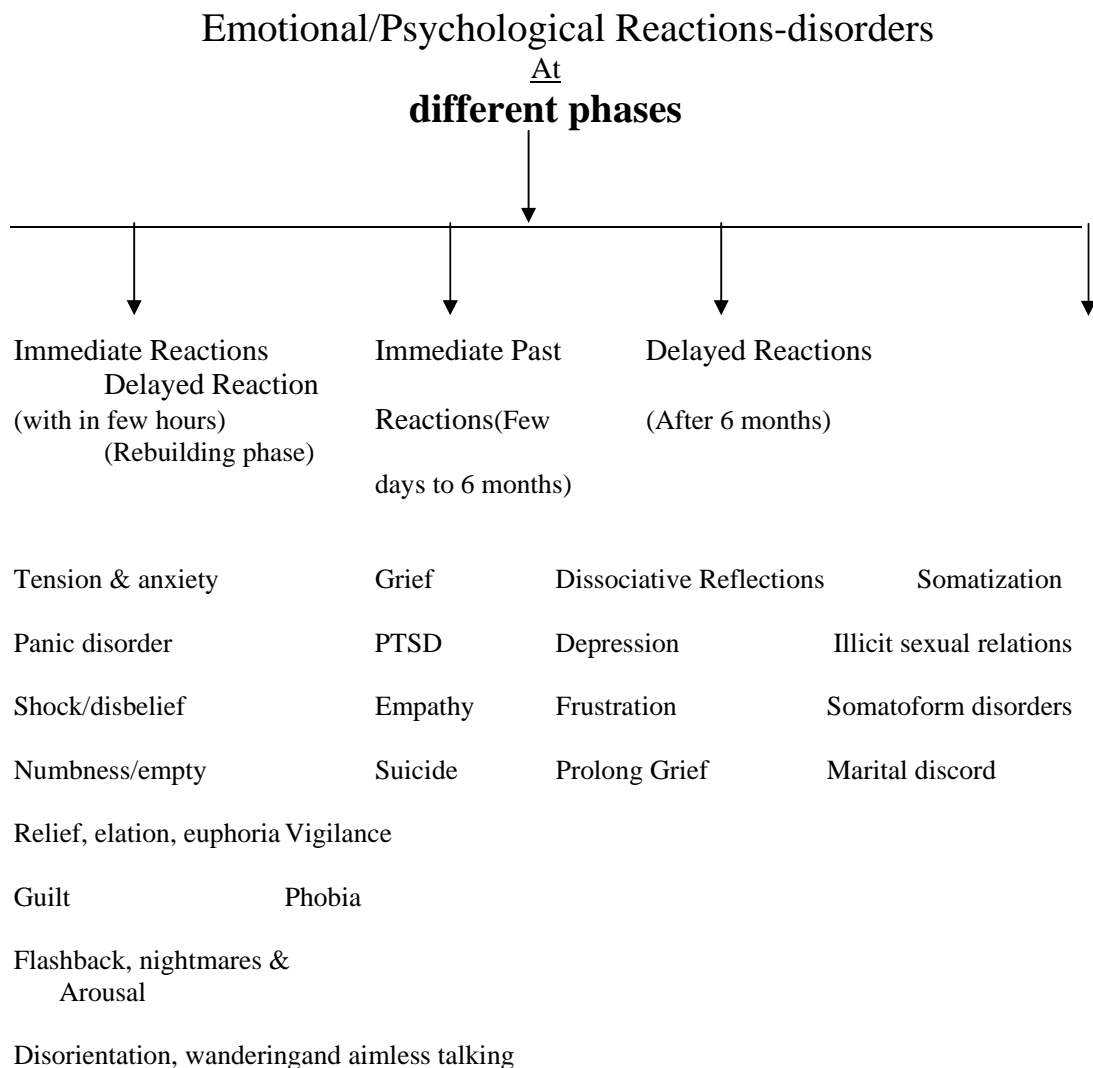 Emotional/Psychological Reactions-disorders
At
different phases
Immediate Reactions Immediate Past Delayed Reactions
Delayed Reaction
(with in few hours) Reactions(Few (After 6 months)
(Rebuilding phase)
days to 6 months)
Tension & anxiety Grief Dissociative Reflections Somatization
Panic disorder PTSD Depression Illicit sexual relations
Shock/disbelief Empathy Frustration Somatoform disorders
Numbness/empty Suicide Prolong Grief Marital discord
Relief, elation, euphoria Vigilance
Guilt Phobia
Flashback, nightmares &
Arousal
Disorientation, wanderingand aimless talking